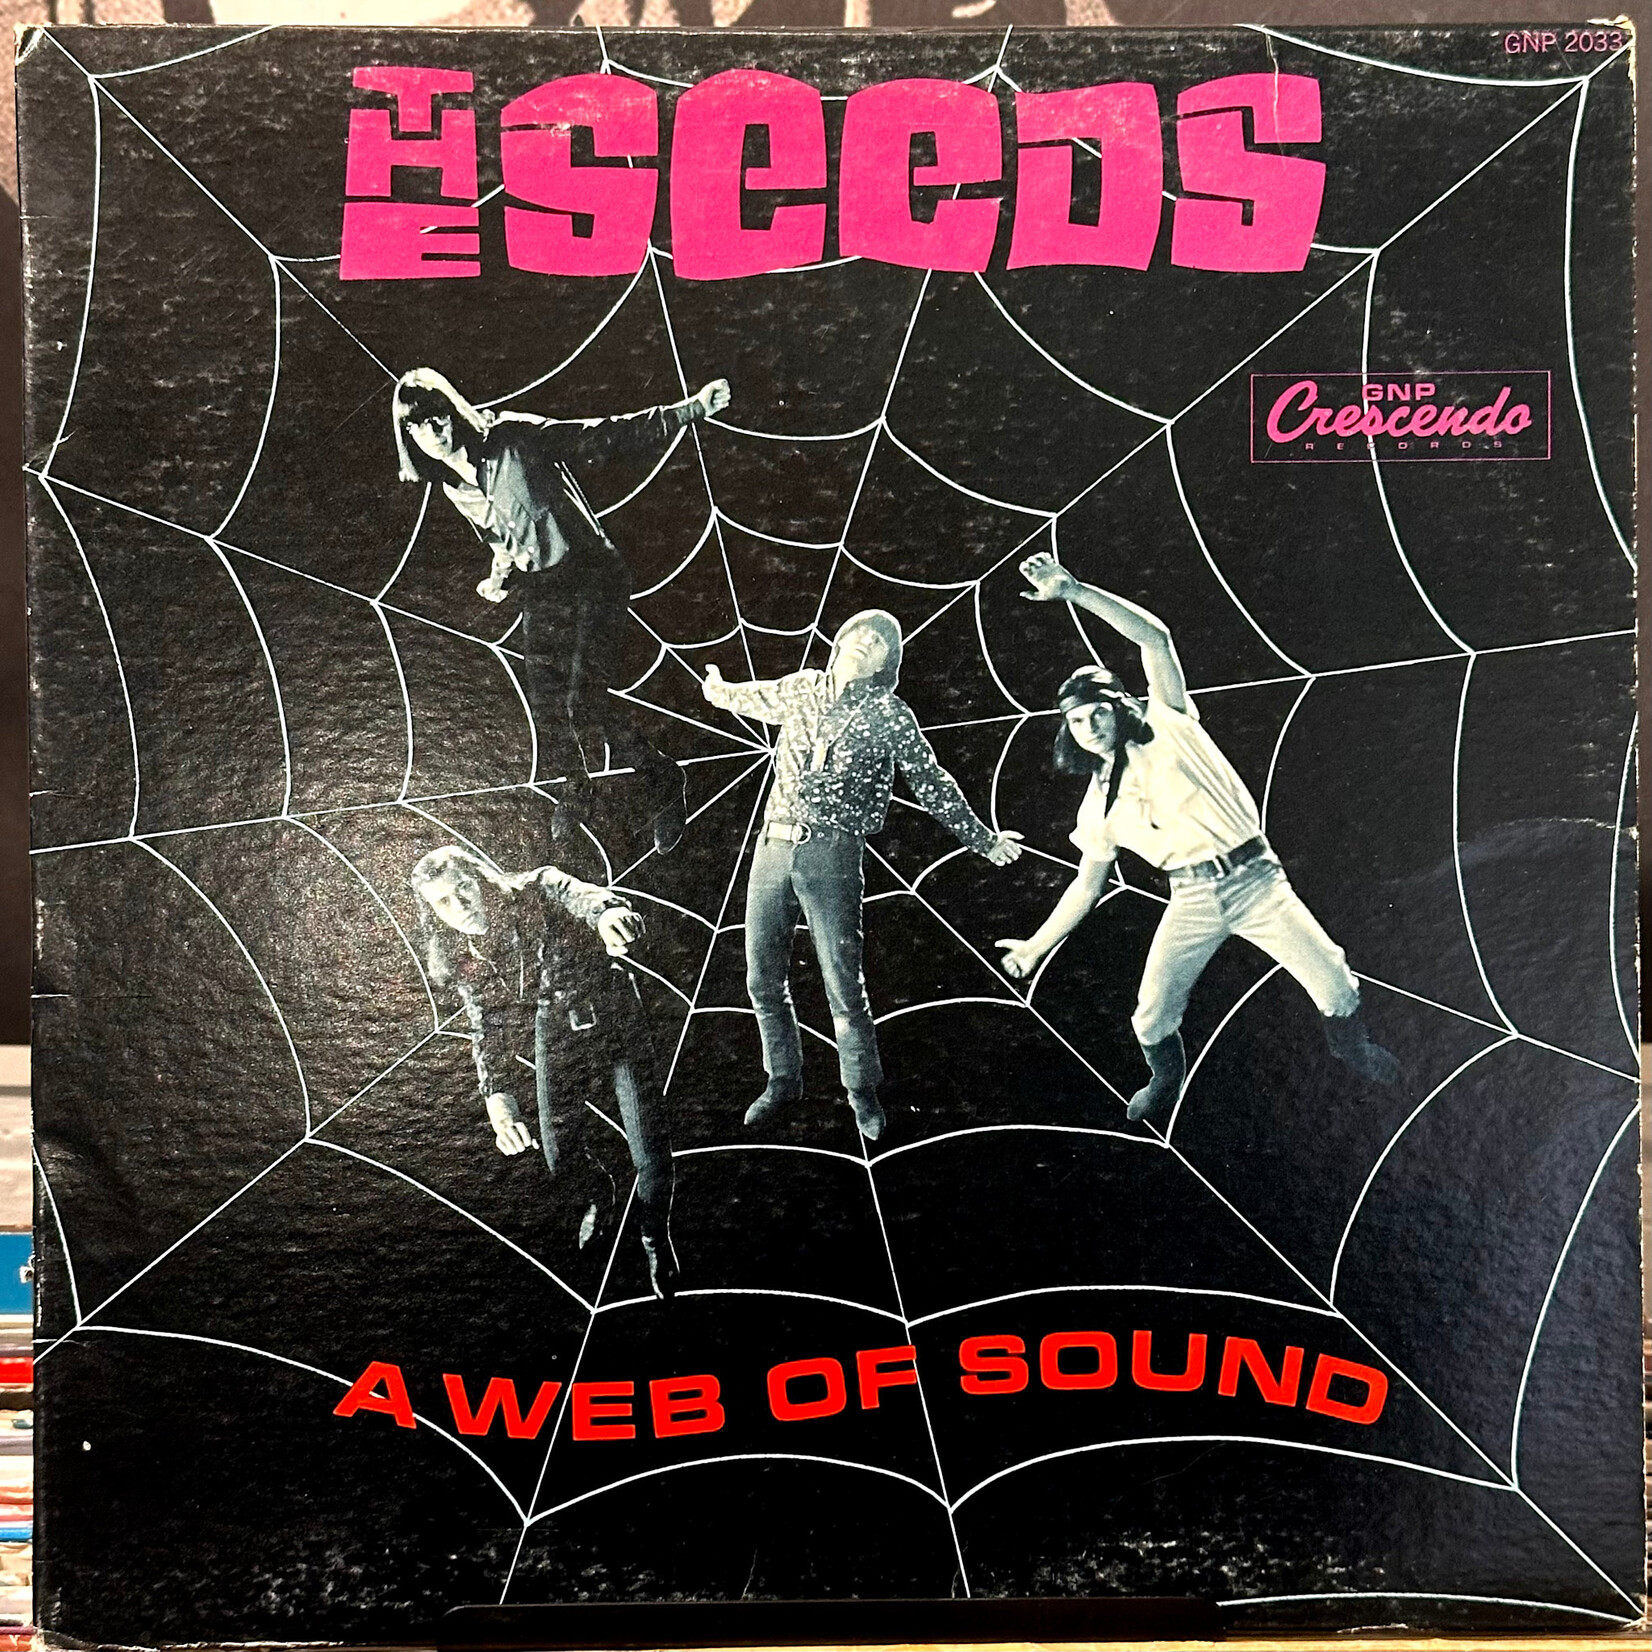 GNP 2033
THE SEEDS
GNP
Crescendo
RECORDS
A WEB OF SOUND